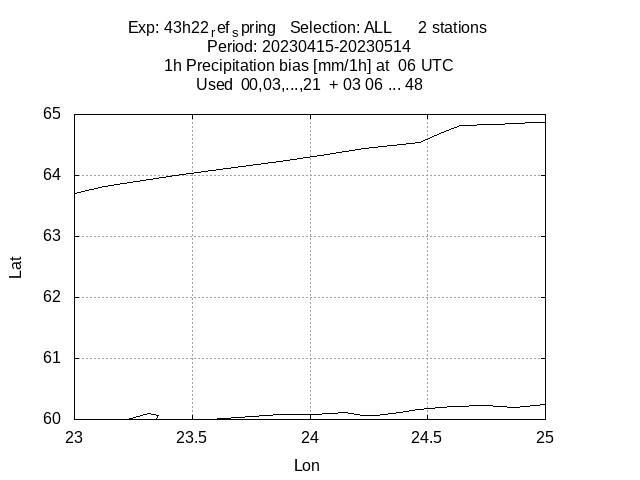 Exp: 43h22refspring   Selection: ALL      2 stations
Period: 20230415-20230514
1h Precipitation bias [mm/1h] at  06 UTC
Used  00,03,...,21  + 03 06 ... 48
65
64
63
62
61
60
Lat
23
23.5
24
24.5
25
Lon